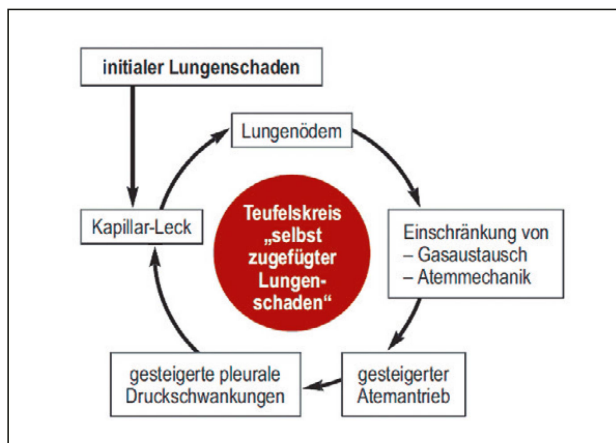 initialer Lungenschaden
Lungenödem
Kapillar-Leck
Teufelskreis
„selbst
zugefügter
Lungen-
schaden“
Einschränkung von
– Gasaustausch
– Atemmechanik
gesteigerte pleurale
Druckschwankungen
gesteigerter
Atemantrieb